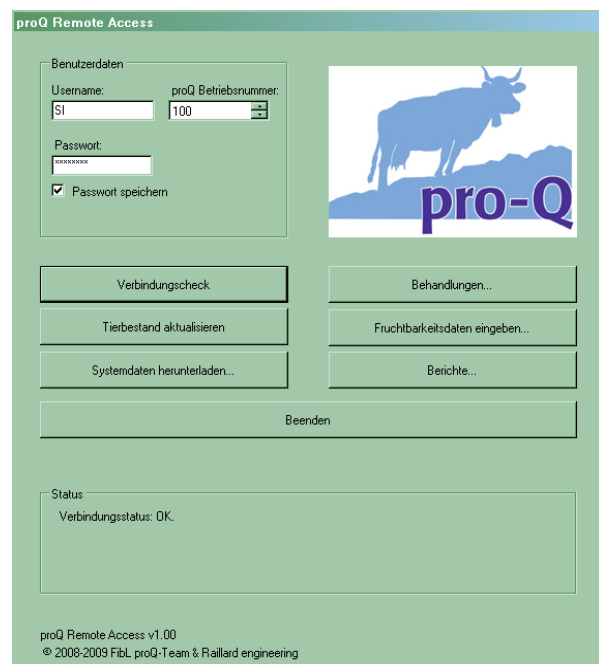 proQ Remote Access
Benutzerdaten
Username:
proQ Betriebsnummer:
SI
100
Passwort:
××××××××
Passwort speichern
pro-Q
Verbindungscheck
Behandlungen...
Tierbestand aktualisieren
Fruchtbarkeitsdaten eingeben...
Systemdaten herunterladen...
Berichte...
Beenden
Status
Verbindungsstatus: OK.
proQ Remote Access v1.00
© 2008-2009 FibL proQ-Team & Raillard engineering